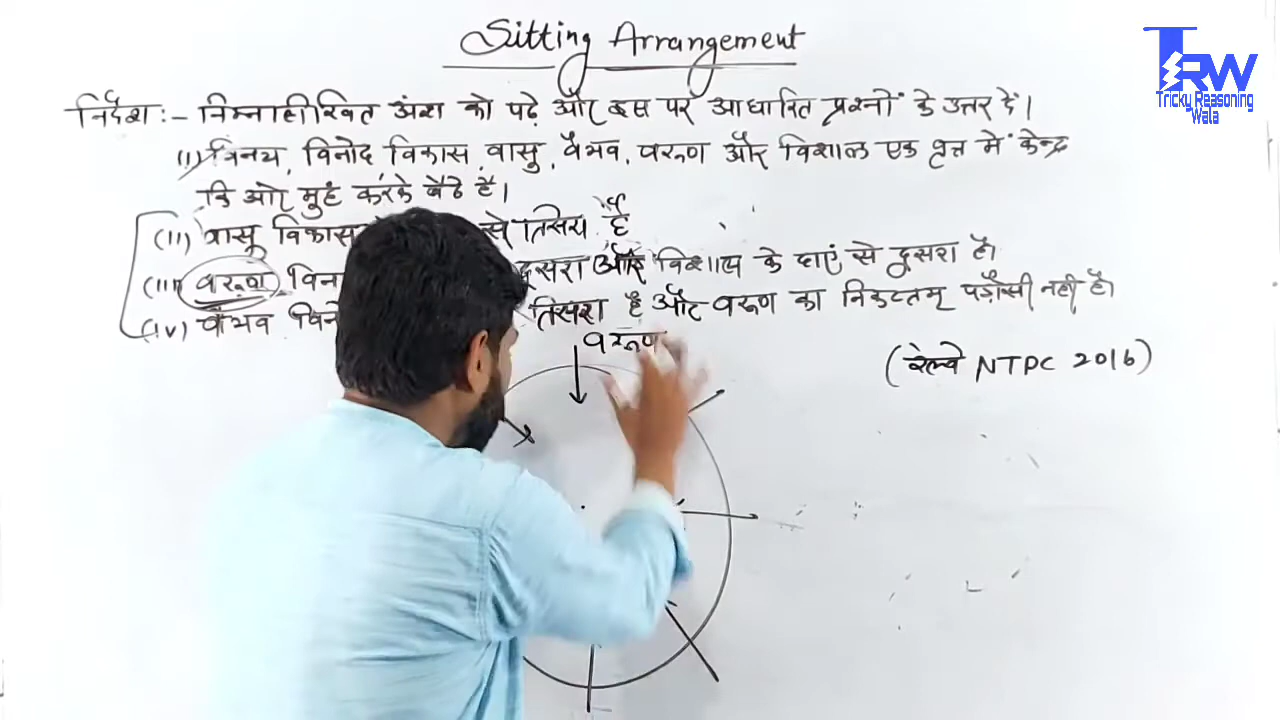 Sitting Arrangement
TRW
Tricky Reasoning
Wala
निर्देश :- निम्नलिखित अंश को पढ़े और इस पर आधारित प्रश्नों के उत्तर दें।
(i) विनय, विनोद विकास, वासु, वैभव, वरूण और विशाल एक वृत्त में केन्द्र
कि ओर मुह करके बैठे है।
(ii) वासु विकास से तिसरा है
(iii) वरूण दुसरा और विशाल के दाएं से दुसरा है।
(iv) वैभव तिसरा है और वरूण का निकटतम् पड़ोसी नहीं है।
वरूण
(रेल्वे NTPC 2016)